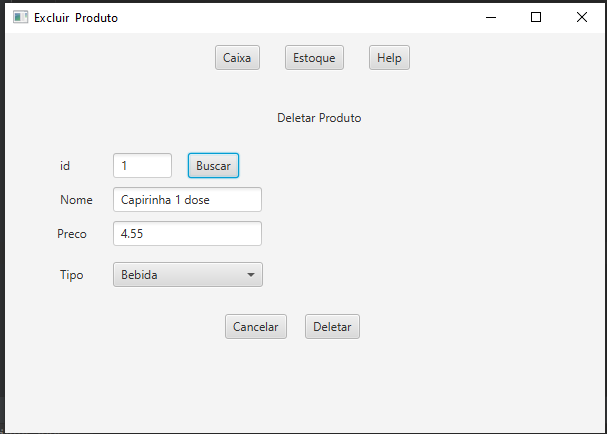 Excluir Produto
Caixa Estoque Help
Deletar Produto
id 1 Buscar
Nome Capirinha 1 dose
Preco 4.55
Tipo Bebida
Cancelar Deletar